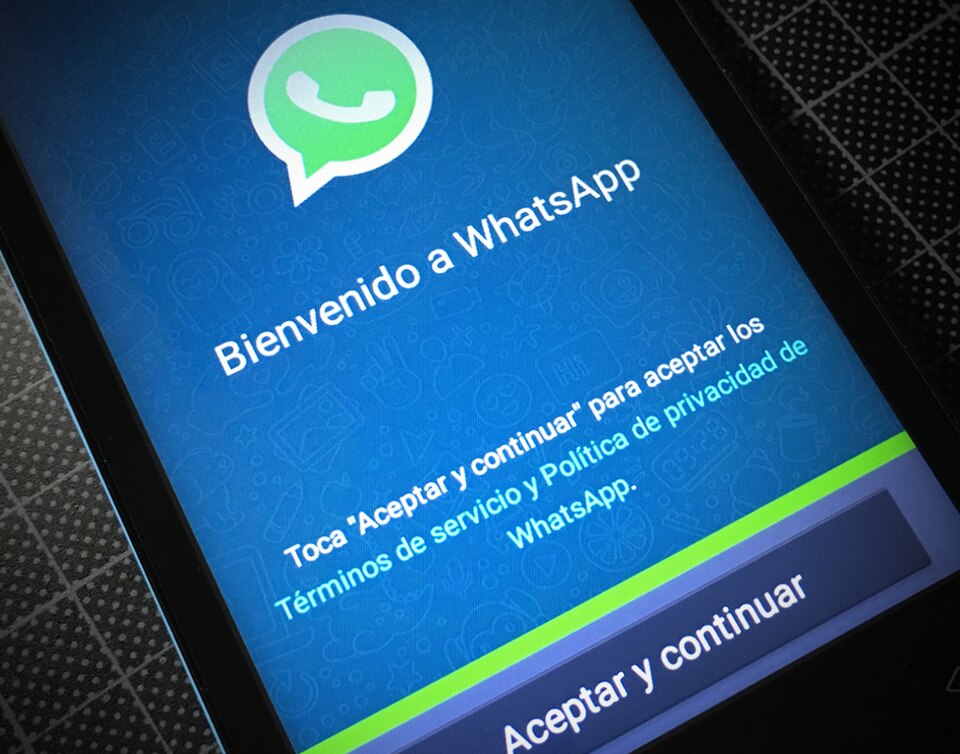 Bienvenido a WhatsApp
Toca "Aceptar y continuar" para aceptar los
Términos de servicio y Política de privacidad de
WhatsApp.
Aceptar y continuar